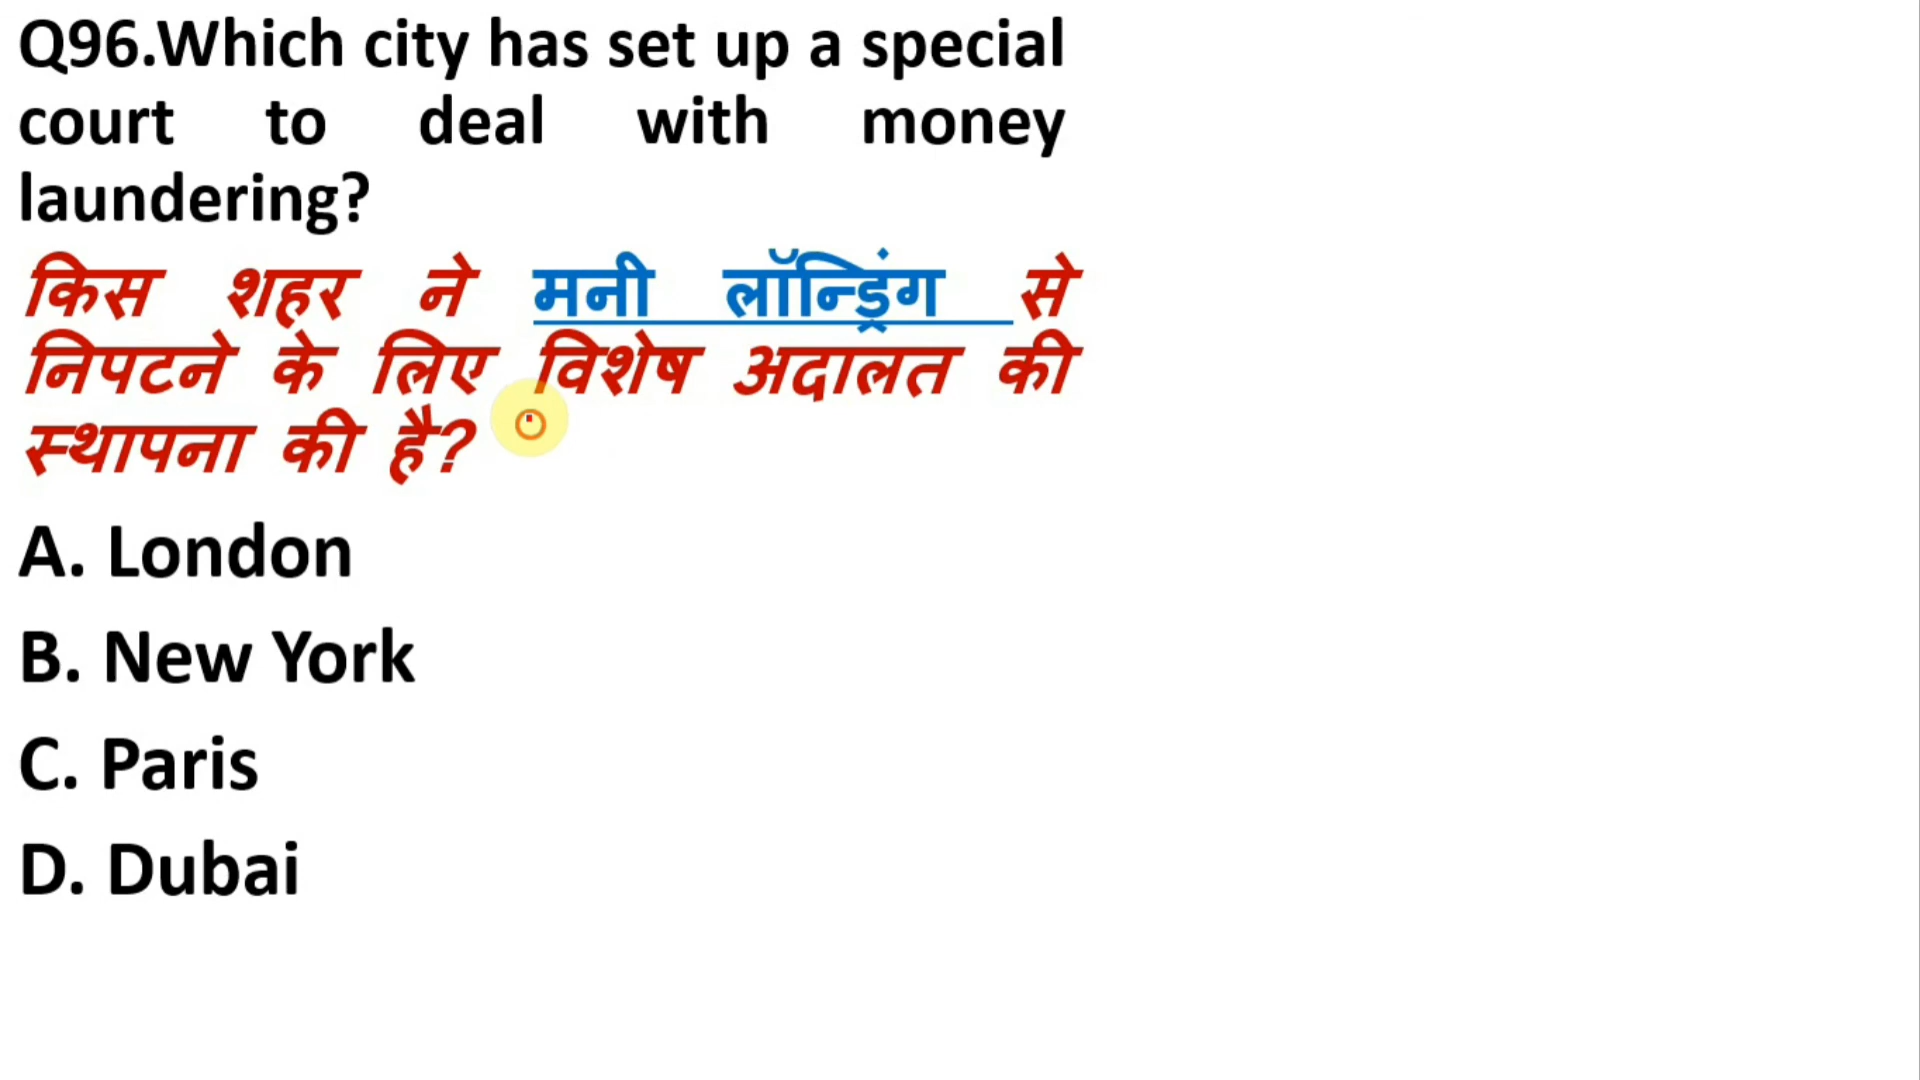 Q96.Which city has set up a special
court to deal with money
laundering?
किस शहर ने मनी लॉन्ड्रिंग से
निपटने के लिए विशेष अदालत की
स्थापना की है?
A. London
B. New York
C. Paris
D. Dubai